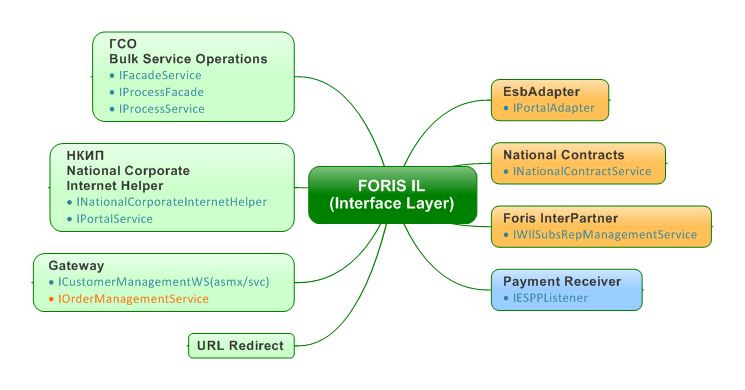 ГСО
Bulk Service Operations
• IFacadeService
• IProcessFacade
• IProcessService
НКИП
National Corporate
Internet Helper
• INationalCorporateInternetHelper
• IPortalService
Gateway
• ICustomerManagementWS(asmx/svc)
• IOrderManagementService
URL Redirect
FORIS IL
(Interface Layer)
EsbAdapter
• IPortalAdapter
National Contracts
• INationalContractService
Foris InterPartner
• IWIISubsRepManagementService
Payment Receiver
• IESPPListener